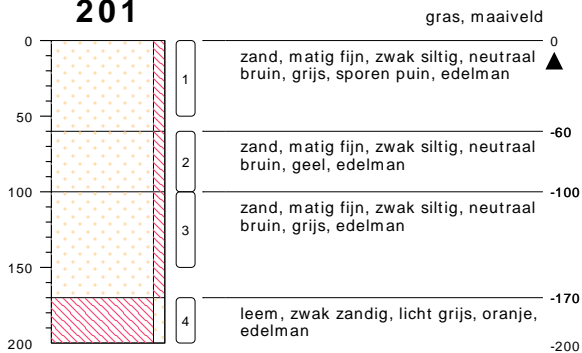 201
gras, maaiveld
0
0
zand, matig fijn, zwak siltig, neutraal
bruin, grijs, sporen puin, edelman
1
50
-60
zand, matig fijn, zwak siltig, neutraal
bruin, geel, edelman
2
100
-100
zand, matig fijn, zwak siltig, neutraal
bruin, grijs, edelman
3
150
-170
leem, zwak zandig, licht grijs, oranje,
edelman
4
200
-200